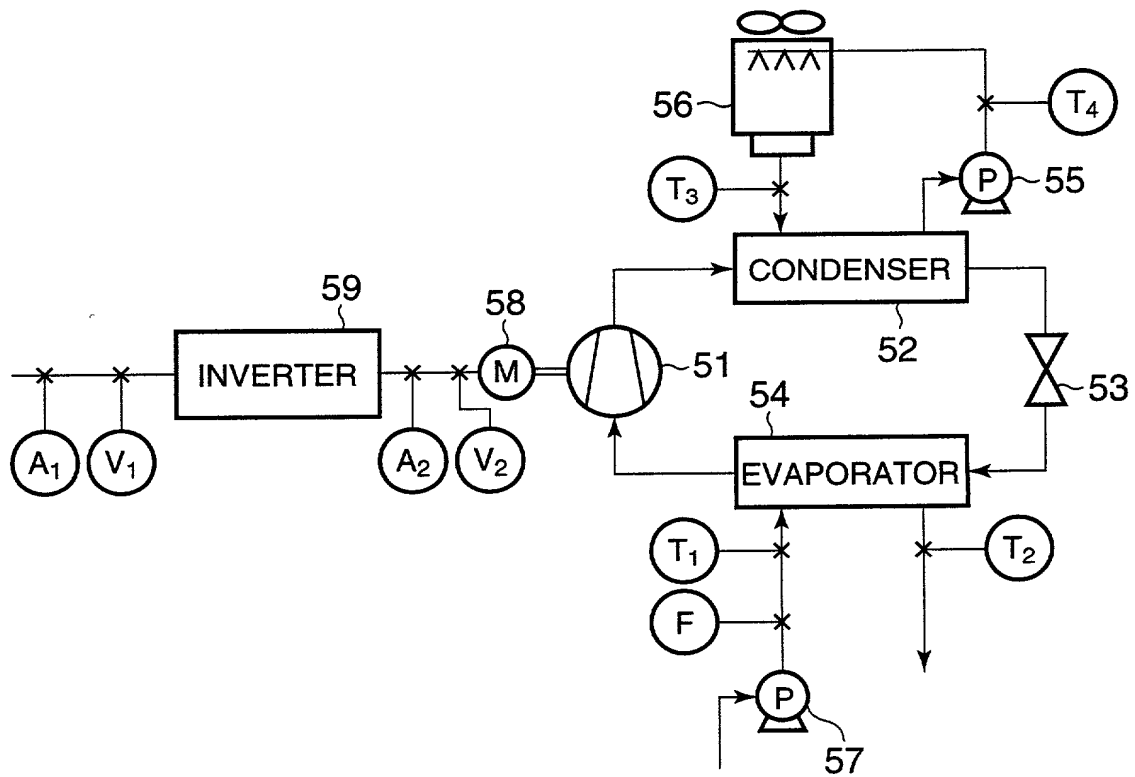 56
T4
P
55
T3
CONDENSER
59
58
52
INVERTER
M
51
53
54
A1
V1
A2
V2
EVAPORATOR
T1
T2
F
P
57